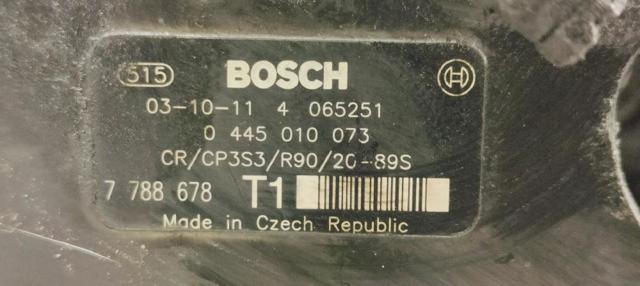 515 BOSCH
03-10-11 4 065251
0 445 010 073
CR/CP3S3/R90/20-89S
7 788 678 T1
Made in Czech Republic